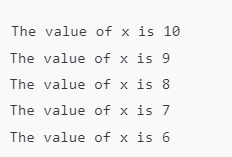 The value of x is 10
The value of x is 9
The value of x is 8
The value of x is 7
The value of x is 6